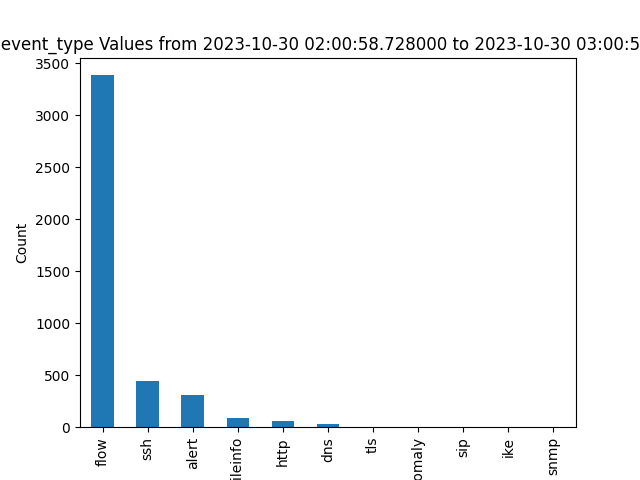 event_type Values from 2023-10-30 02:00:58.728000 to 2023-10-30 03:00:5
3500
3000
2500
2000
1500
1000
500
0
Count
flow
ssh
alert
ileinfo
http
dns
tls
omaly
sip
ike
snmp